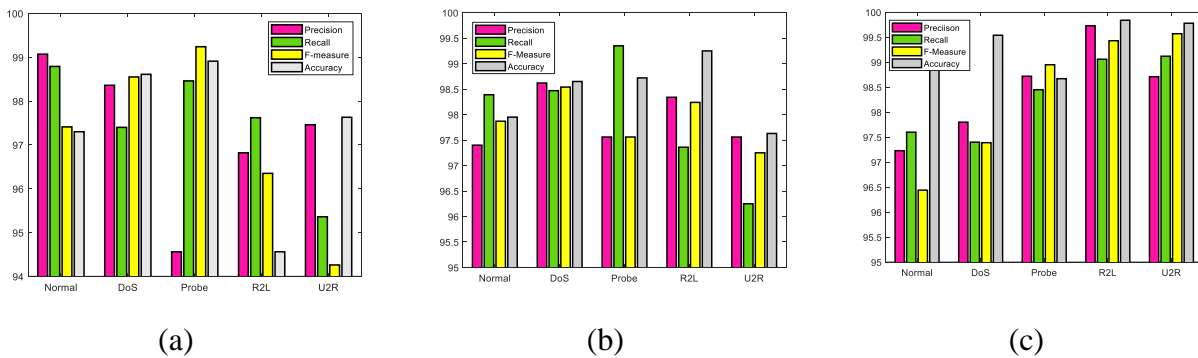 100
99
98
97
96
95
94
Normal DoS Probe R2L U2R
Precision
Recall
F-measure
Accuracy
(a)
100
99.5
99
98.5
98
97.5
97
96.5
96
95.5
95
Normal DoS Probe R2L U2R
Precision
Recall
F-Measure
Accuracy
(b)
100
99.5
99
98.5
98
97.5
97
96.5
96
95.5
95
Normal DoS Probe R2L U2R
Preciison
Recall
F-Measure
Accuracy
(c)